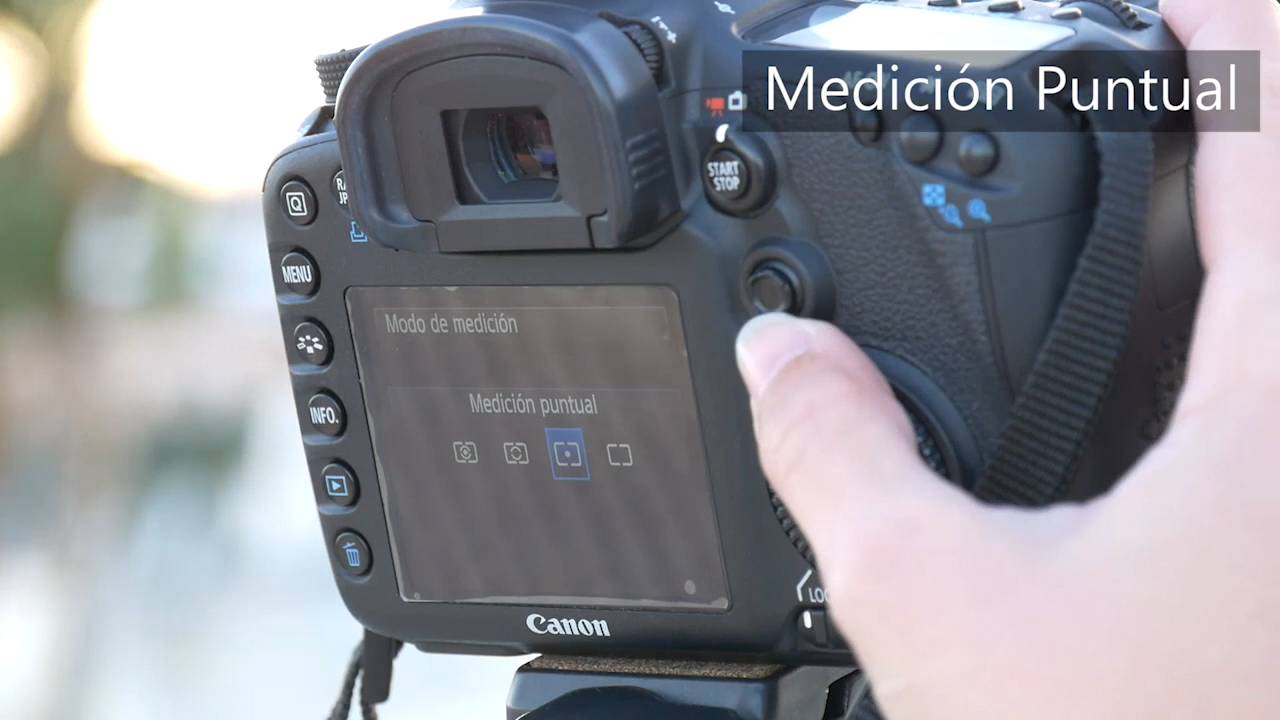 Medición Puntual
START
STOP
Q
MENU
INFO.
Modo de medición
Medición puntual
Canon